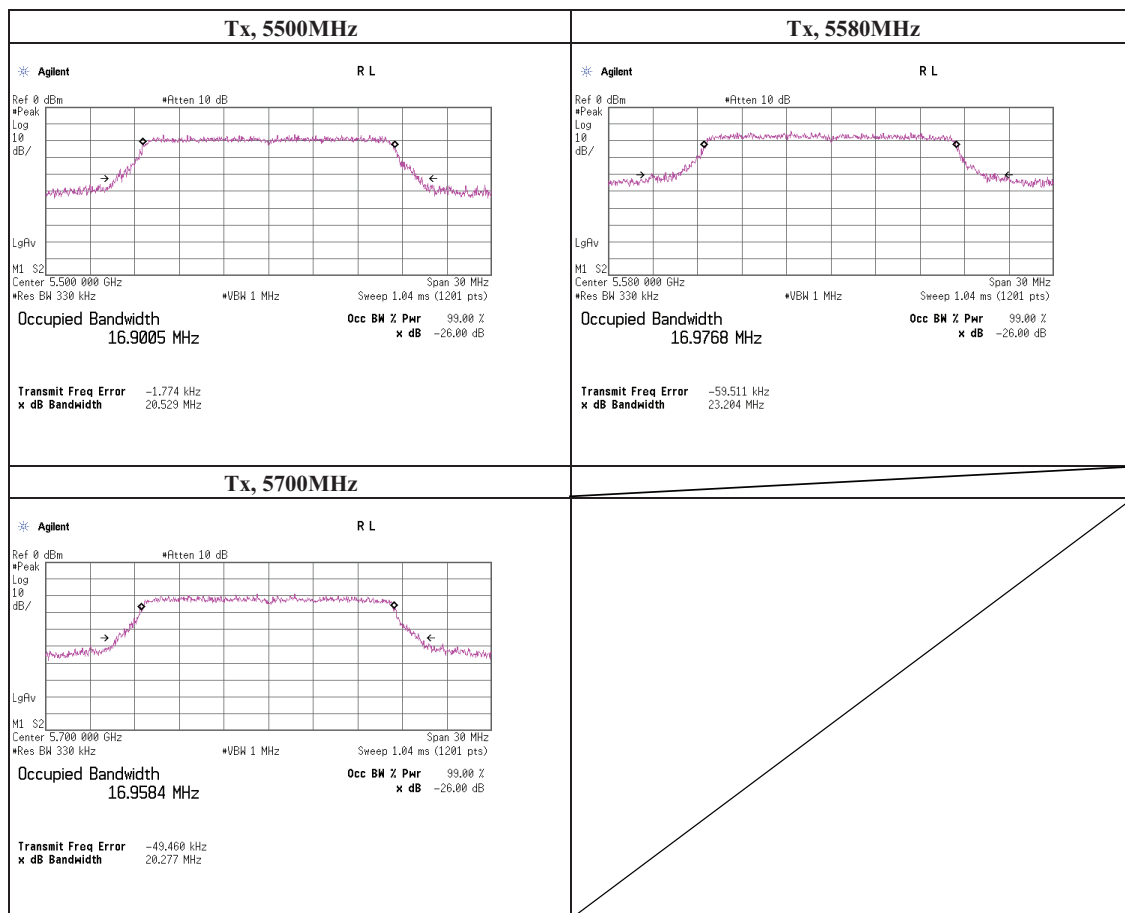 Tx, 5500MHz
Agilent R L
Ref 0 dBm #Atten 10 dB
#Peak
Log
10
dB/
LgAv
M1 S2
Center 5.500 000 GHz Span 30 MHz
#Res BW 330 kHz #VBW 1 MHz Sweep 1.04 ms (1201 pts)
Occupied Bandwidth Occ BW % Pwr 99.00 %
16.9005 MHz x dB -26.00 dB
Transmit Freq Error -1.774 kHz
x dB Bandwidth 20.529 MHz
Tx, 5580MHz
Agilent R L
Ref 0 dBm #Atten 10 dB
#Peak
Log
10
dB/
LgAv
M1 S2
Center 5.580 000 GHz Span 30 MHz
#Res BW 330 kHz #VBW 1 MHz Sweep 1.04 ms (1201 pts)
Occupied Bandwidth Occ BW % Pwr 99.00 %
16.9768 MHz x dB -26.00 dB
Transmit Freq Error -59.511 kHz
x dB Bandwidth 23.204 MHz
Tx, 5700MHz
Agilent R L
Ref 0 dBm #Atten 10 dB
#Peak
Log
10
dB/
LgAv
M1 S2
Center 5.700 000 GHz Span 30 MHz
#Res BW 330 kHz #VBW 1 MHz Sweep 1.04 ms (1201 pts)
Occupied Bandwidth Occ BW % Pwr 99.00 %
16.9584 MHz x dB -26.00 dB
Transmit Freq Error -49.460 kHz
x dB Bandwidth 20.277 MHz